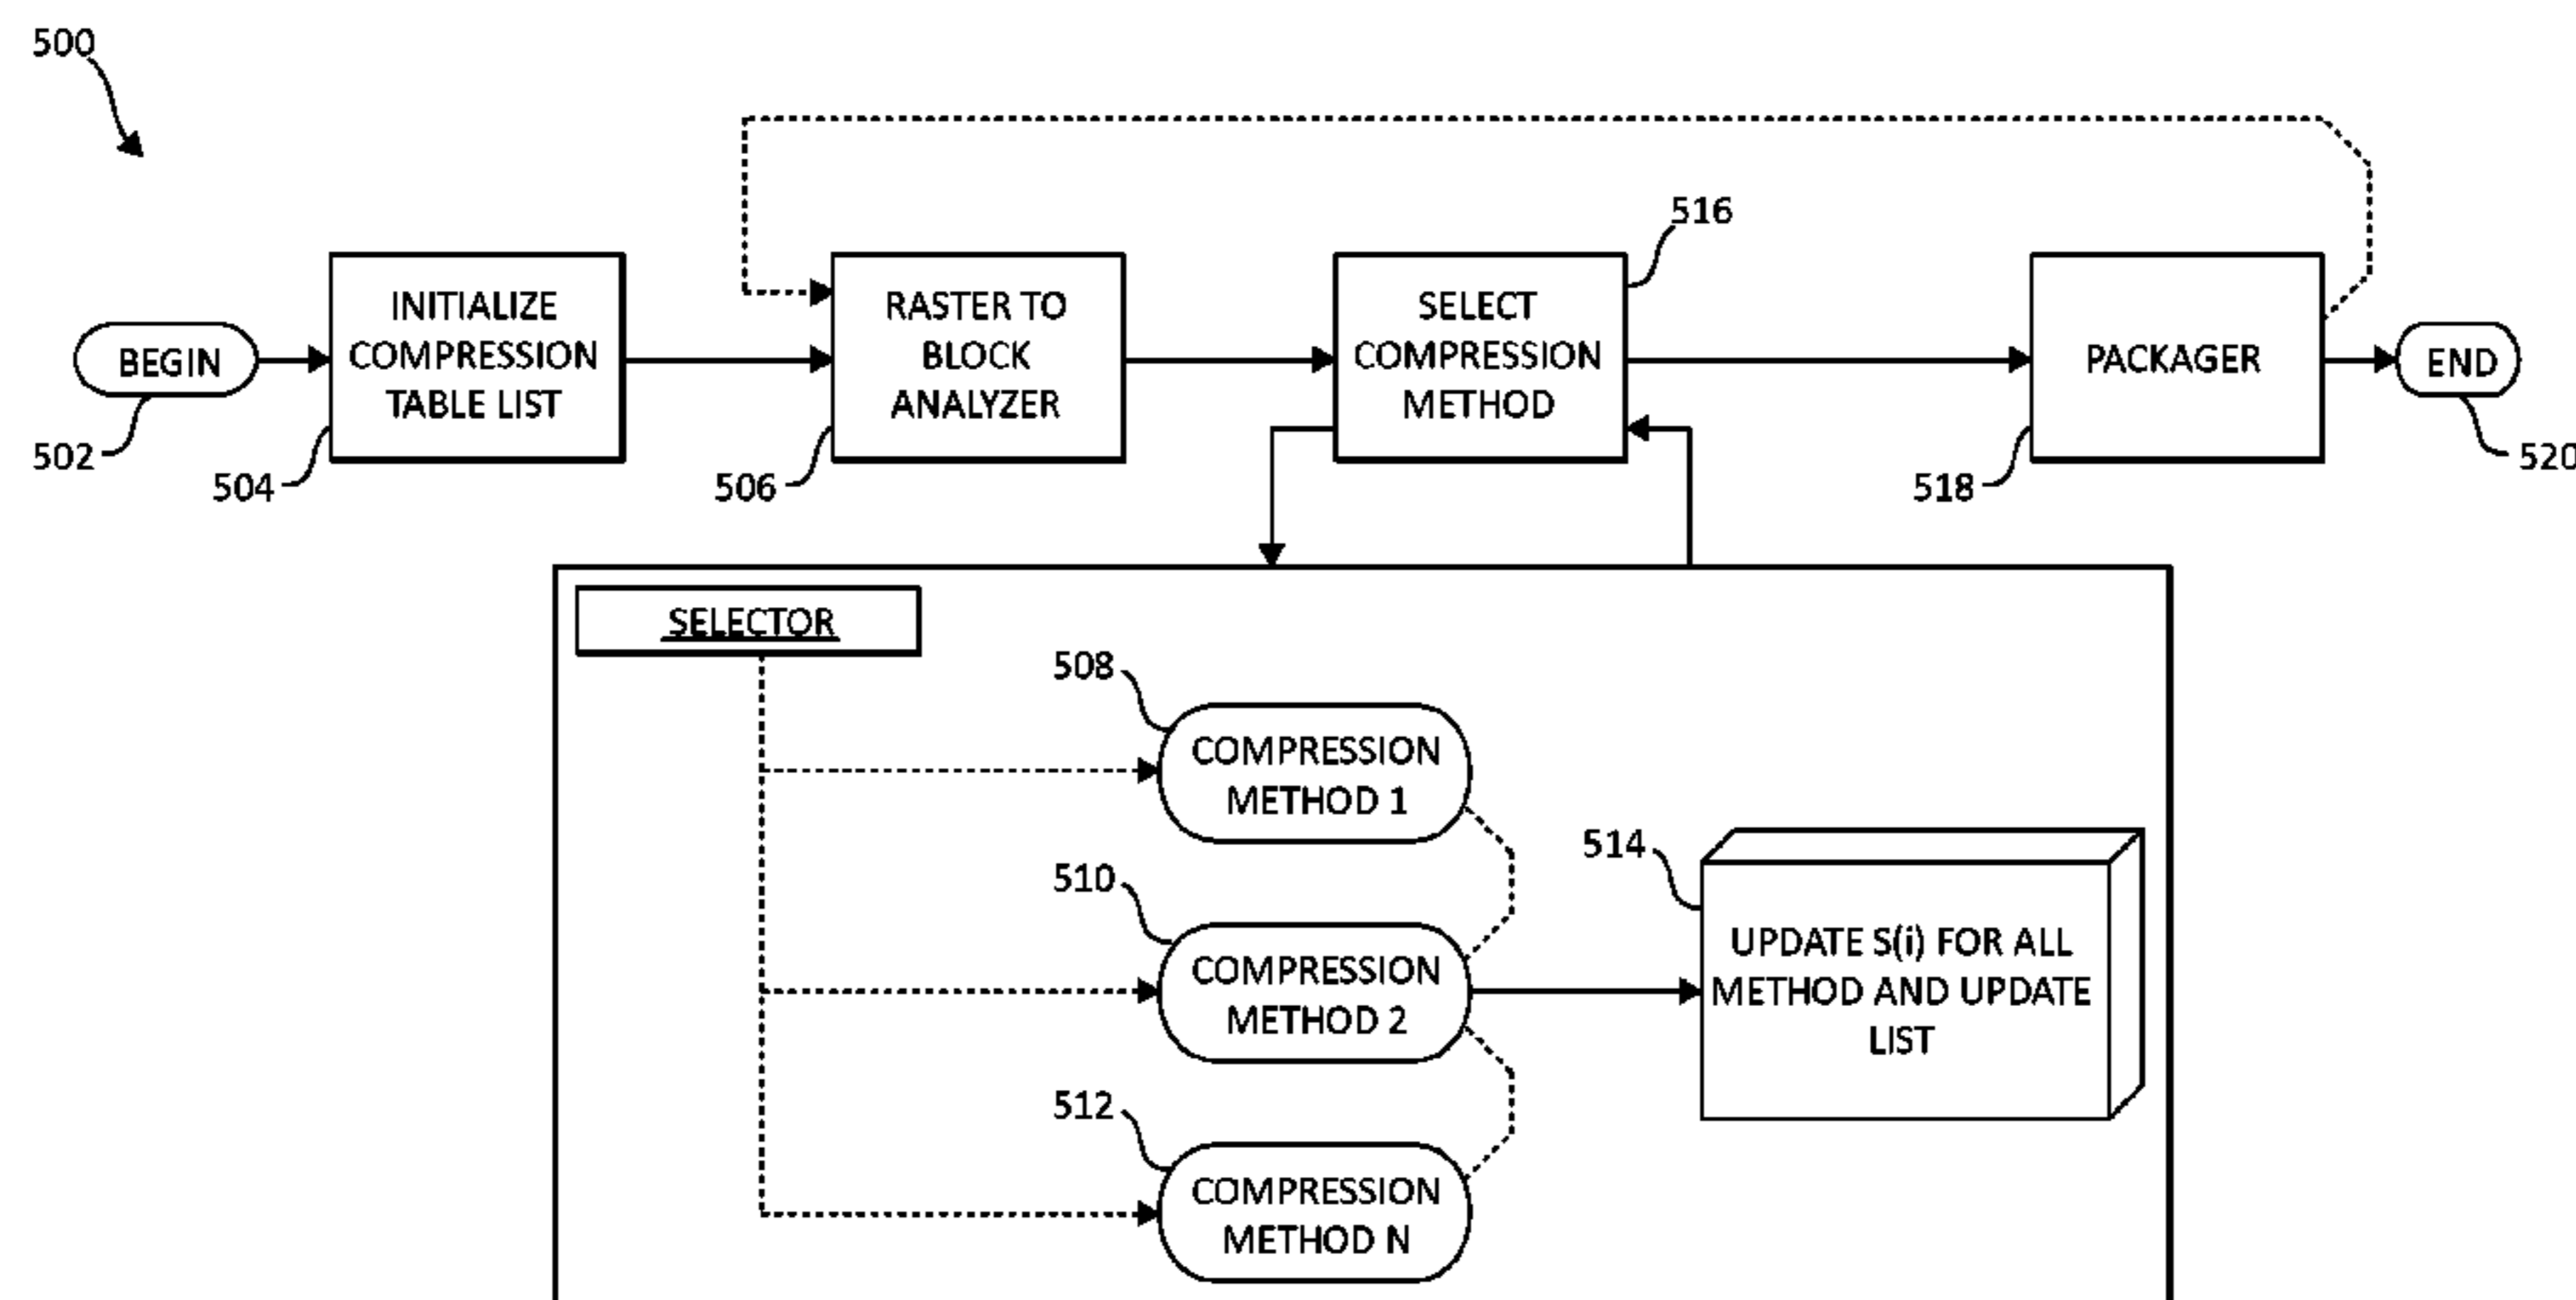 500
516
BEGIN
INITIALIZE
COMPRESSION
TABLE LIST
RASTER TO
BLOCK
ANALYZER
SELECT
COMPRESSION
METHOD
PACKAGER
END
502
504
506
518
520
SELECTOR
508
COMPRESSION
METHOD 1
510
COMPRESSION
METHOD 2
514
UPDATE S(i) FOR ALL
METHOD AND UPDATE
LIST
512
COMPRESSION
METHOD N